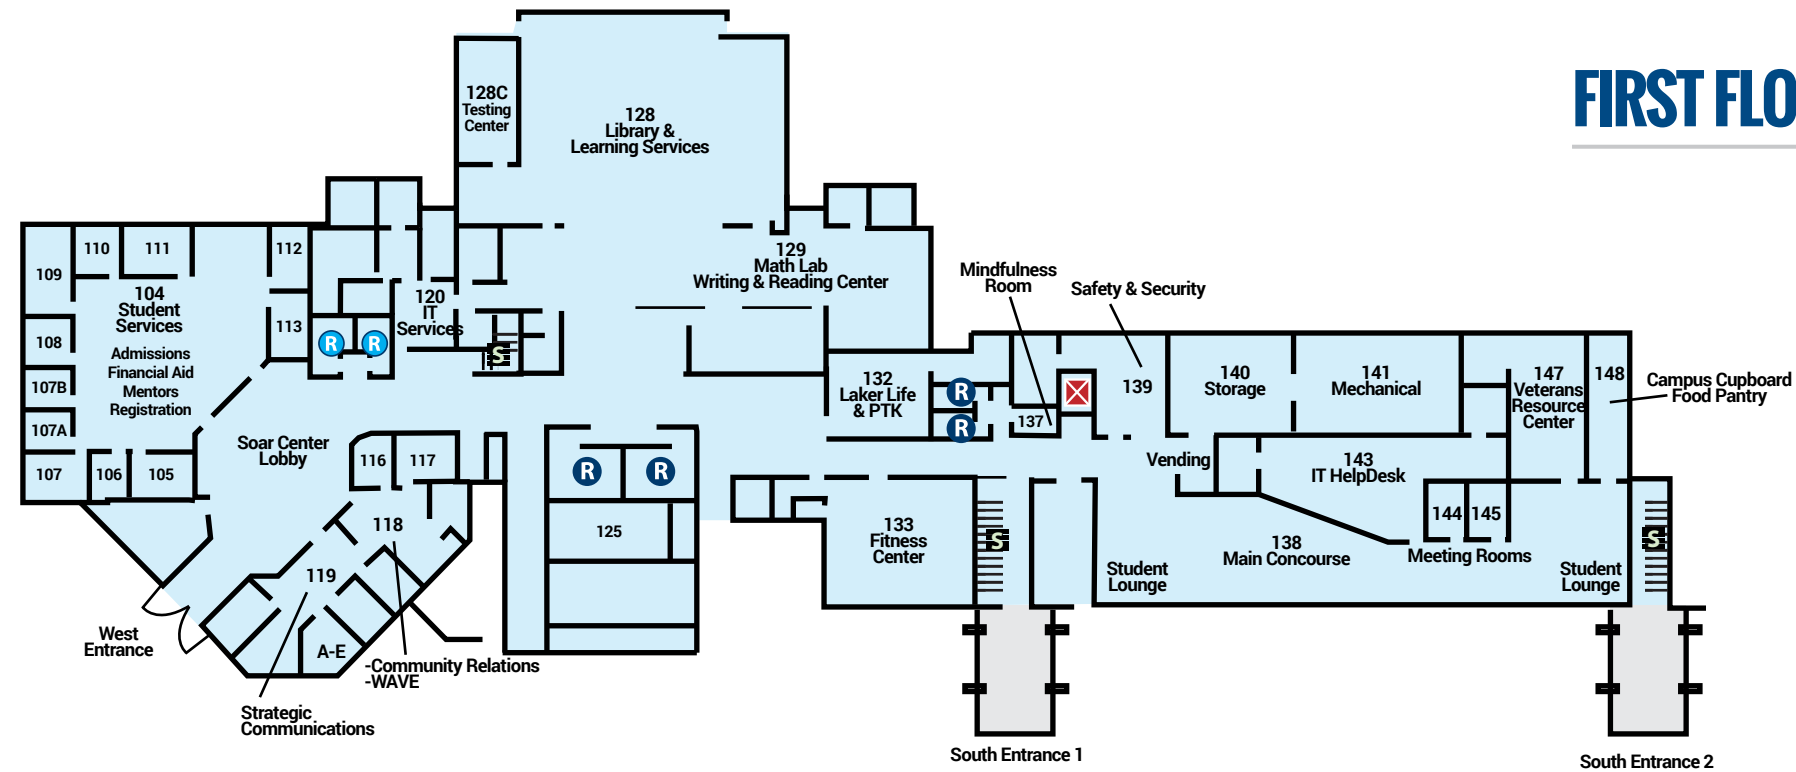 FIRST FLO
128C
Testing
Center
128
Library &
Learning Services
110
111
112
109
104
Student
Services
Admissions
Financial Aid
Mentors
Registration
113
108
107B
107A
107
106
105
R
R
120
IT
Services
S
129
Math Lab
Writing & Reading Center
Mindfulness
Room
Safety & Security
132
Laker Life
& PTK
R
R
137
139
140
Storage
141
Mechanical
147
Veterans
Resource
Center
148
Campus Cupboard
Food Pantry
Soar Center
Lobby
116
117
118
119
A-E
R
R
125
133
Fitness
Center
S
Vending
143
IT HelpDesk
144
145
Meeting Rooms
138
Main Concourse
Student
Lounge
Student
Lounge
S
West
Entrance
-Community Relations
-WAVE
Strategic
Communications
South Entrance 1
South Entrance 2